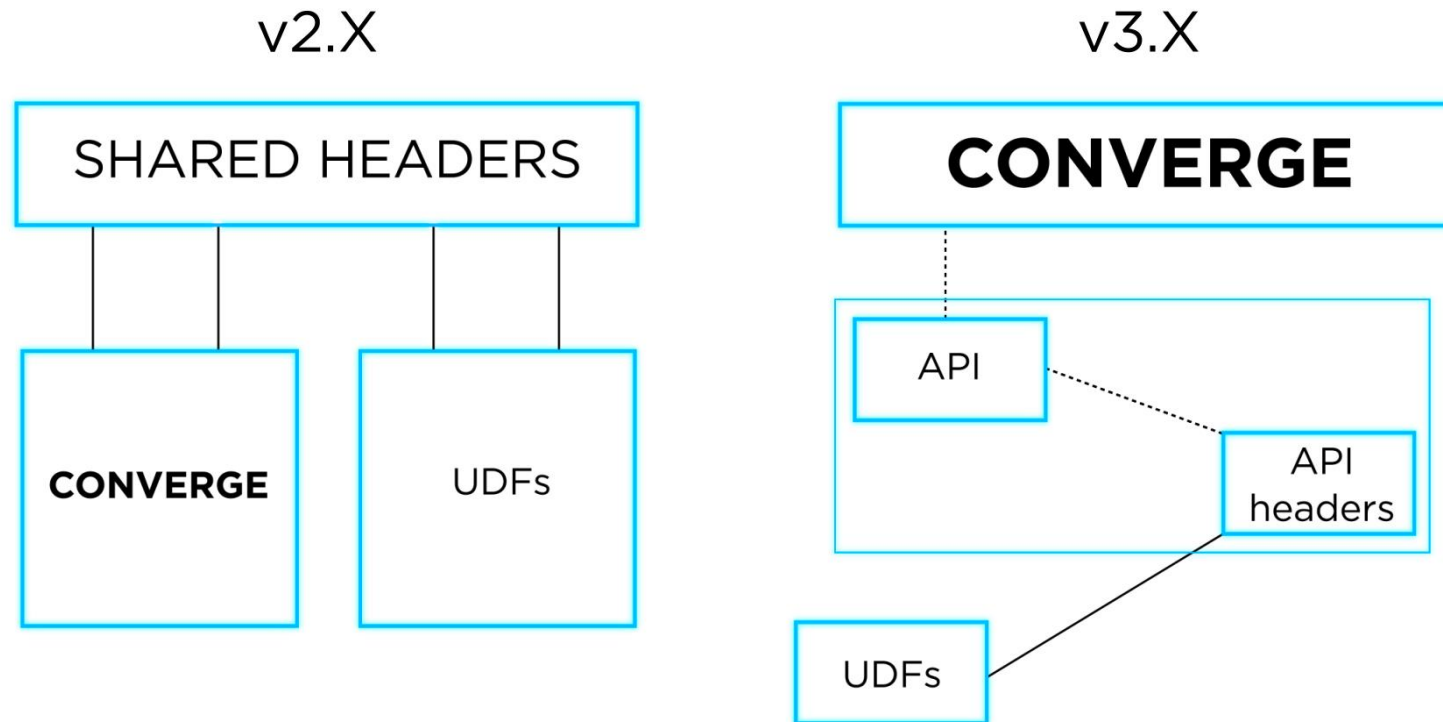 v2.X
SHARED HEADERS
CONVERGE
UDFs
v3.X
CONVERGE
API
API
headers
UDFs